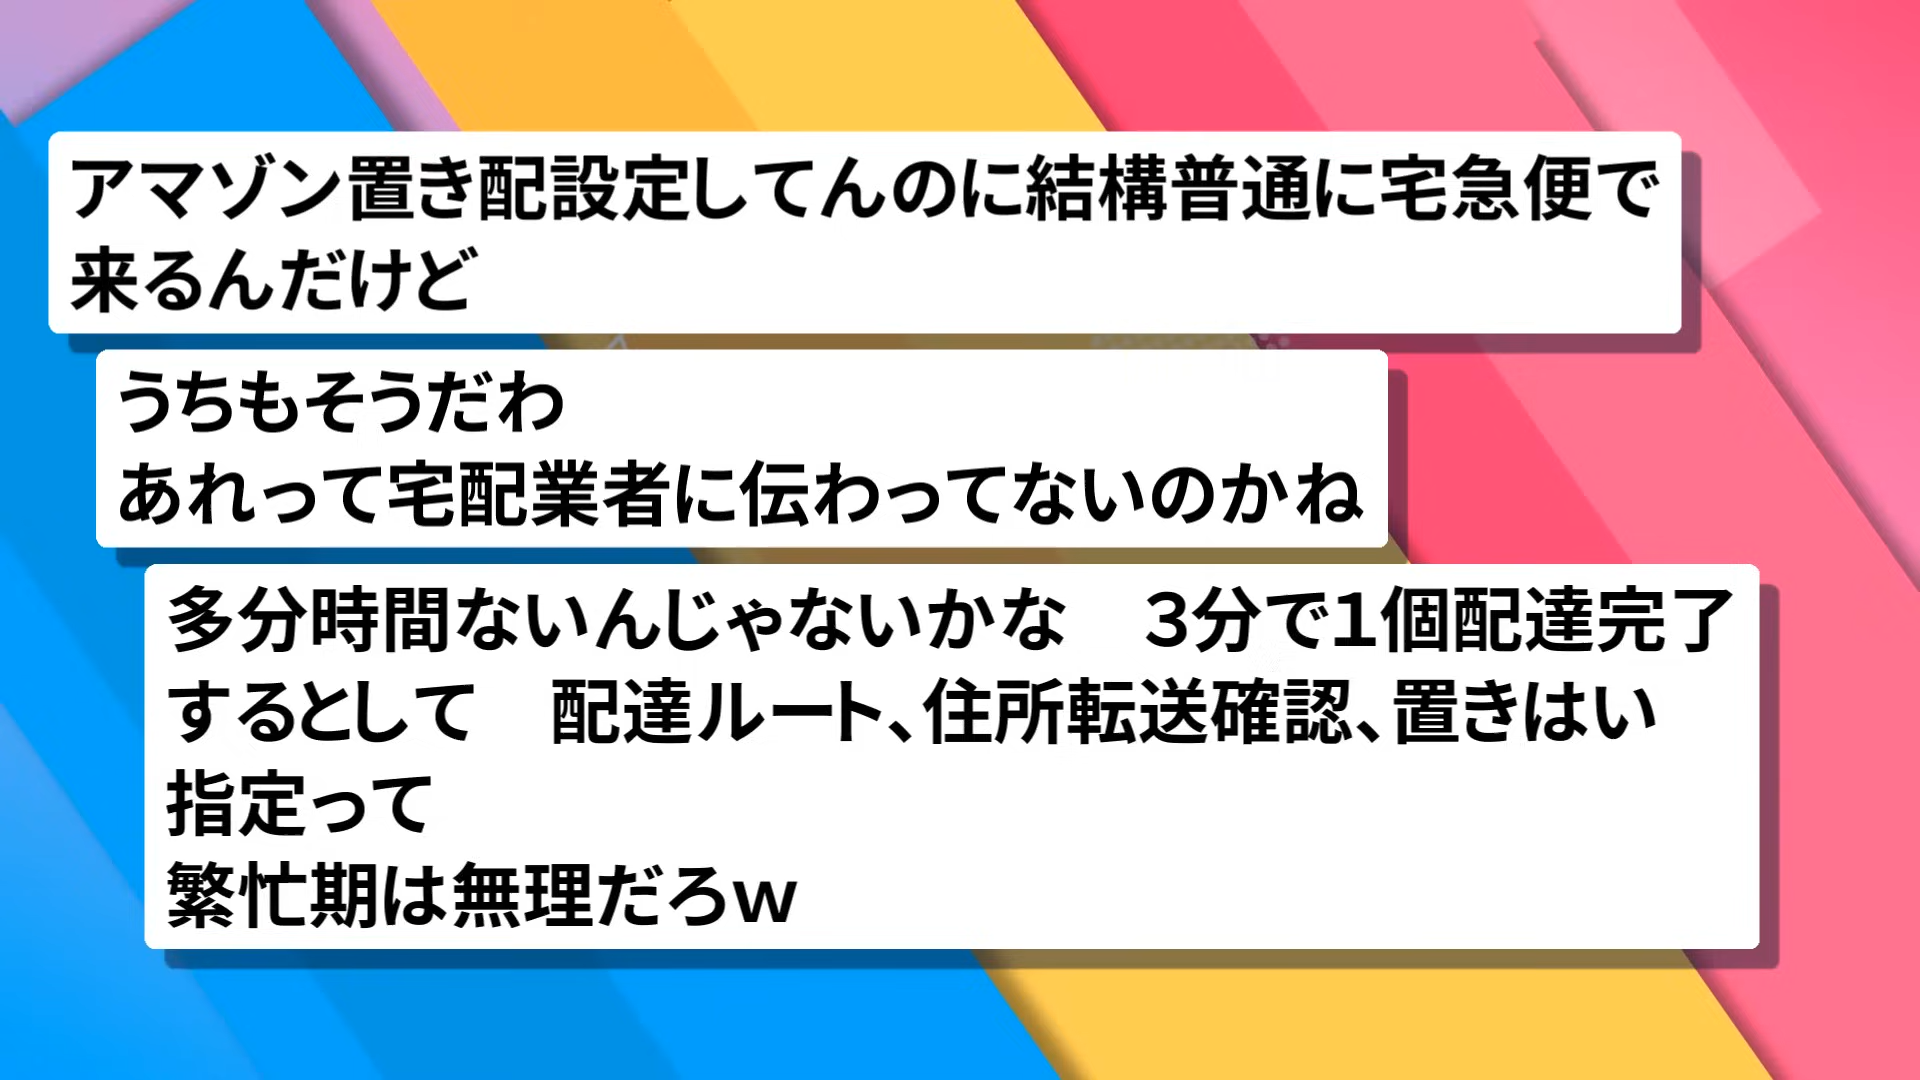 アマゾン置き配設定してんのに結構普通に宅急便で
来るんだけど
うちもそうだわ
あれって宅配業者に伝わってないのかね
多分時間ないんじゃないかな　３分で１個配達完了
するとして　配達ルート、住所転送確認、置きはい
指定って
繁忙期は無理だろｗ